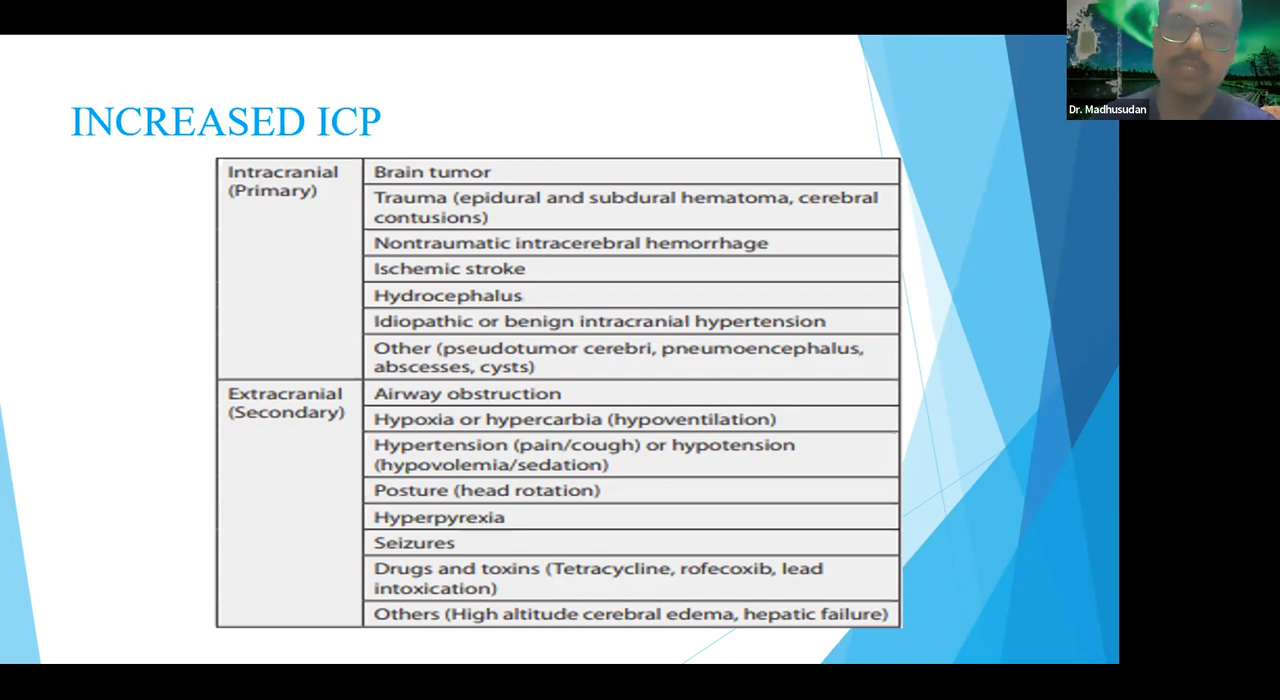 Dr. Madhusudan
INCREASED ICP
Intracranial
(Primary)
Brain tumor
Trauma (epidural and subdural hematoma, cerebral
contusions)
Nontraumatic intracerebral hemorrhage
Ischemic stroke
Hydrocephalus
Idiopathic or benign intracranial hypertension
Other (pseudotumor cerebri, pneumoencephalus,
abscesses, cysts)
Extracranial
(Secondary)
Airway obstruction
Hypoxia or hypercarbia (hypoventilation)
Hypertension (pain/cough) or hypotension
(hypovolemia/sedation)
Posture (head rotation)
Hyperpyrexia
Seizures
Drugs and toxins (Tetracycline, rofecoxib, lead
intoxication)
Others (High altitude cerebral edema, hepatic failure)